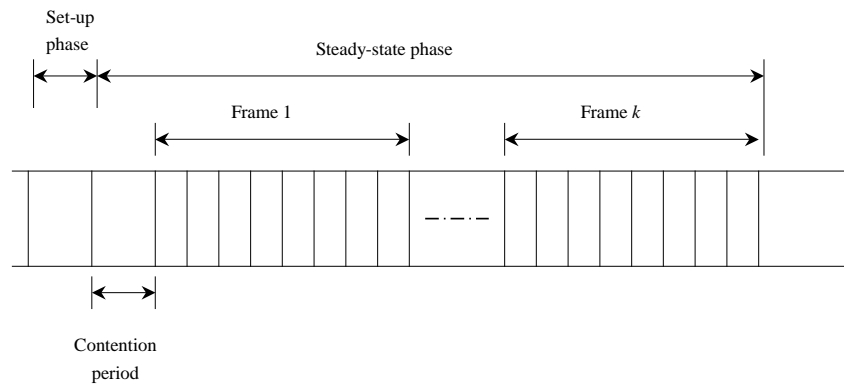 Set-up
phase
Steady-state phase
Frame 1
Frame k
Contention
period